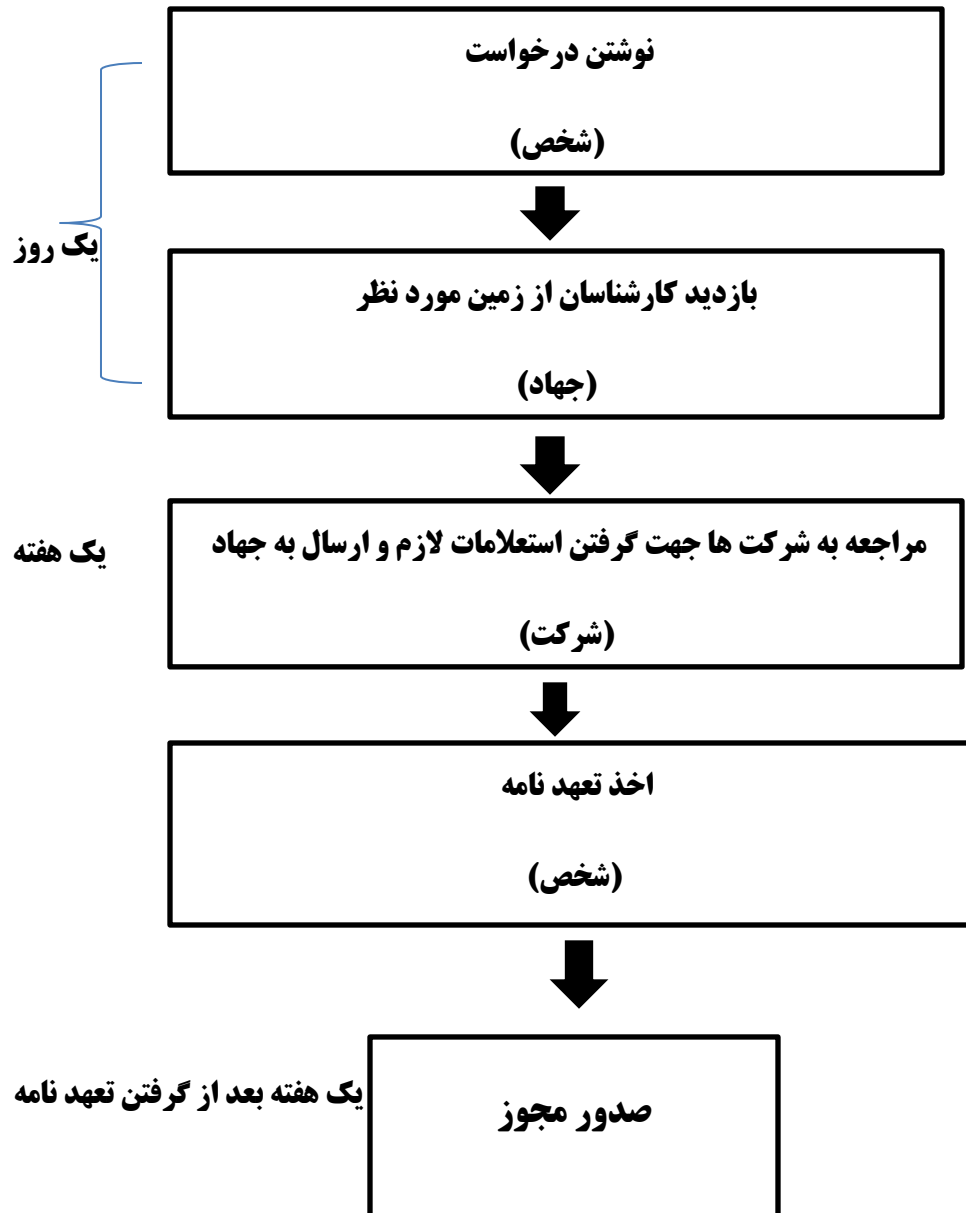 نوشتن درخواست
(شخص)
یک روز
بازدید کارشناسان از زمین مورد نظر
(جهاد)
مراجعه به شرکت ها جهت گرفتن استعلامات لازم و ارسال به جهاد
یک هفته
(شرکت)
اخذ تعهد نامه
(شخص)
صدور مجوز
یک هفته بعد از گرفتن تعهد نامه